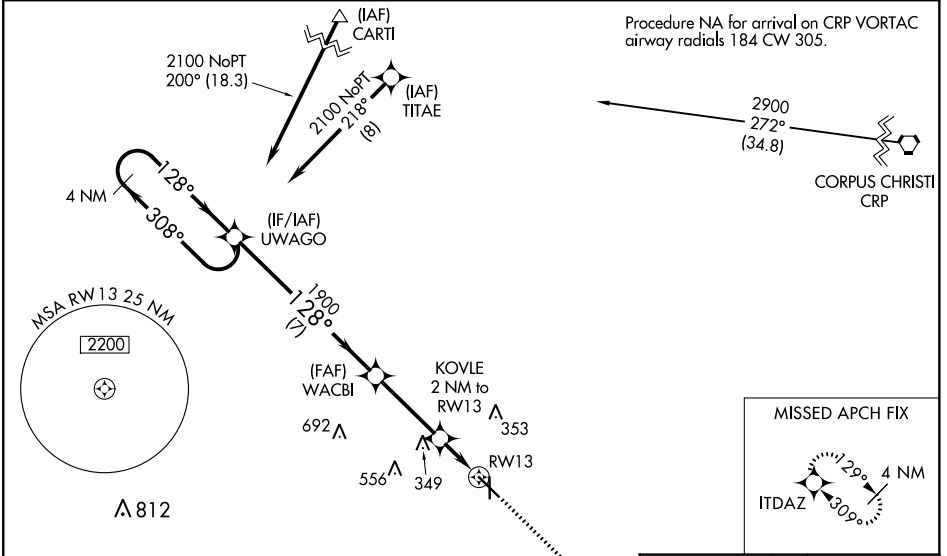 (IAF)
CARTI
2100 NoPT
200° (18.3)
2100 NoPT
218°
(8)
(IAF)
TITAE
Procedure NA for arrival on CRP VORTAC
airway radials 184 CW 305.
2900
272°
(34.8)
CORPUS CHRISTI
CRP
128°
4 NM
308°
(IF/IAF)
UWAGO
MSA RW13 25 NM
2200
1900
128°
(7)
(FAF)
WACBI
KOVLE
2 NM to
RW13
353
692
556
349
RW13
812
MISSED APCH FIX
129°
4 NM
ITDAZ
309°